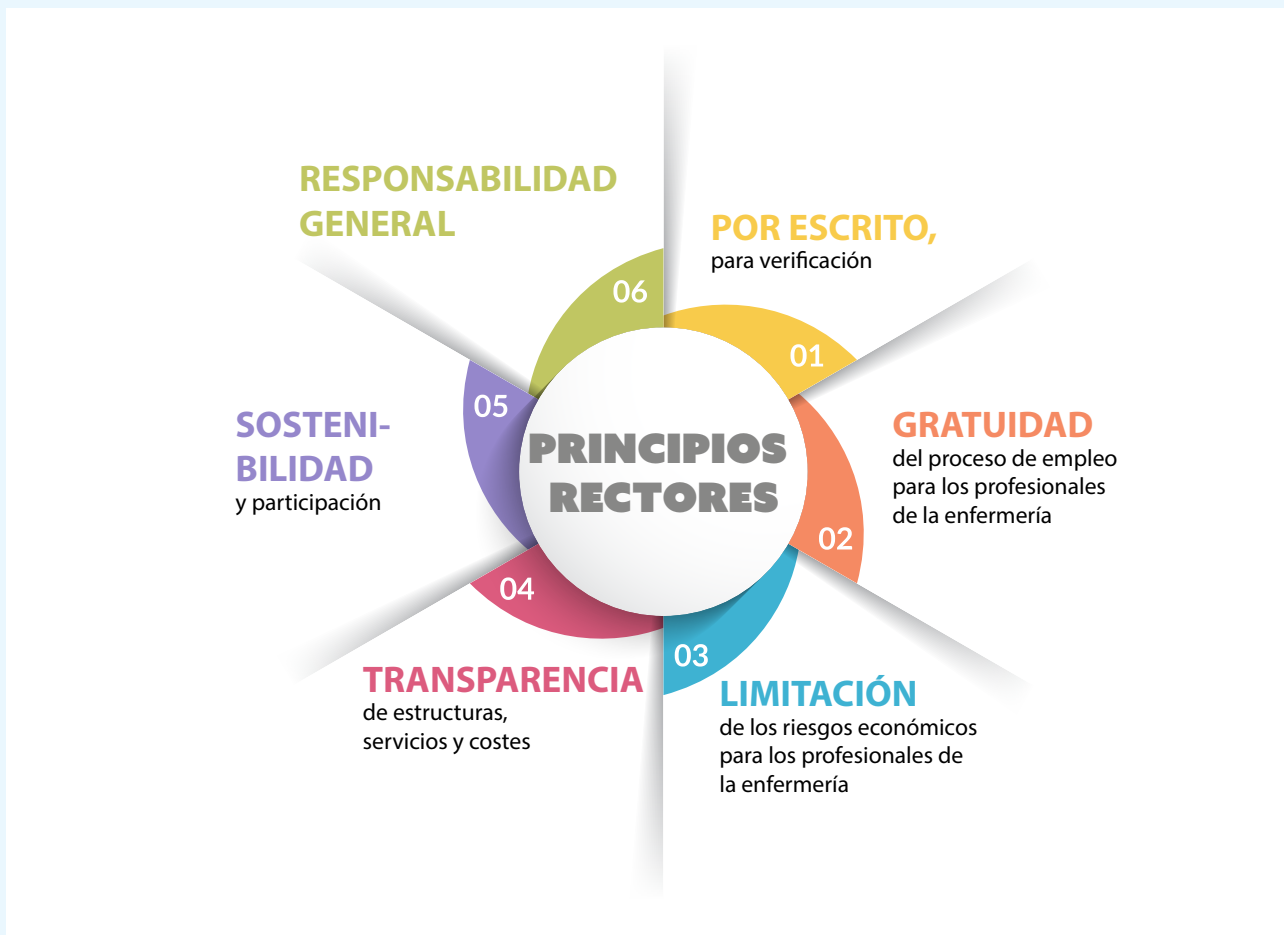 PRINCIPIOS
RECTORES
01
POR ESCRITO,
para verificación
02
GRATUIDAD
del proceso de empleo
para los profesionales
de la enfermería
03
LIMITACIÓN
de los riesgos económicos
para los profesionales de
la enfermería
04
TRANSPARENCIA
de estructuras,
servicios y costes
05
SOSTENI-
BILIDAD
y participación
06
RESPONSABILIDAD
GENERAL